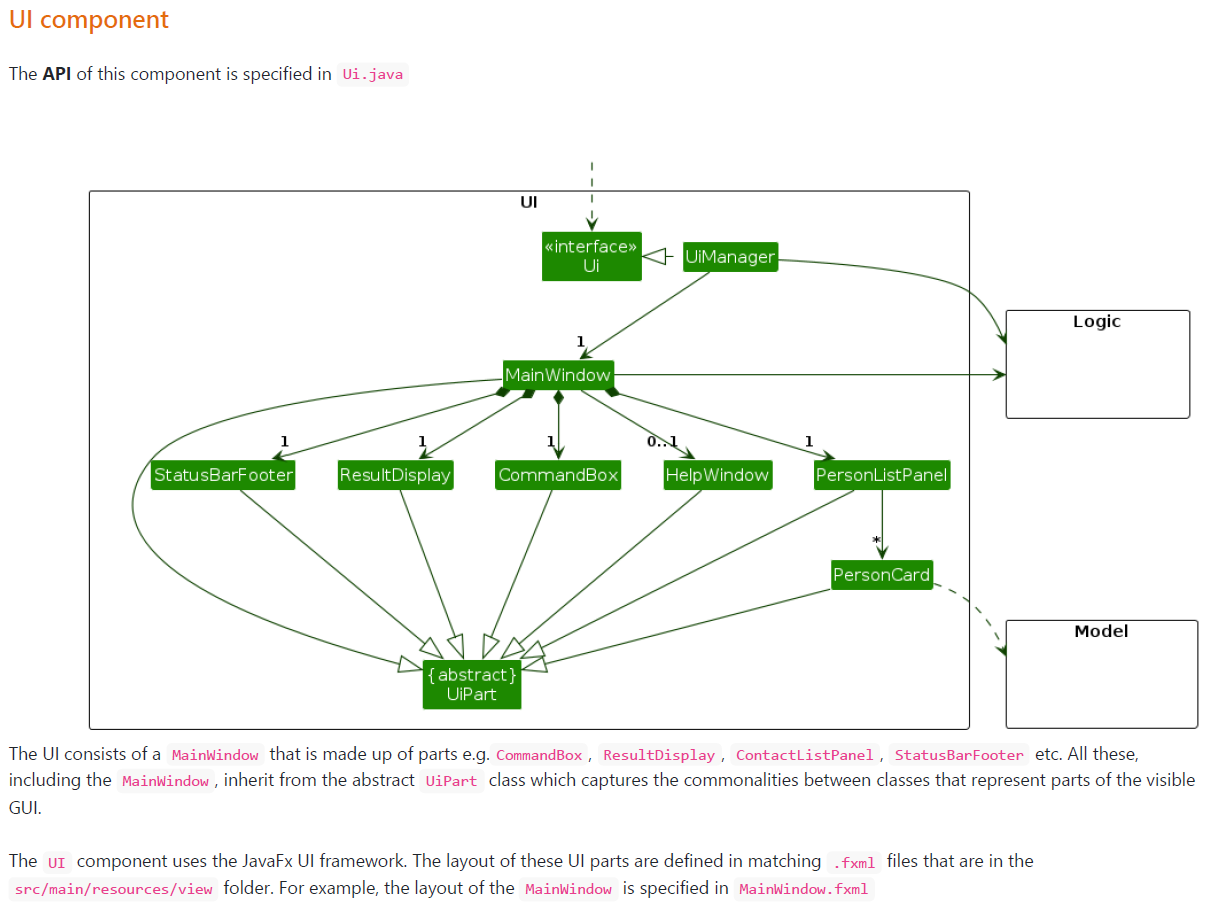 UI component
The API of this component is specified in Ui.java
UI
«interface»
Ui
UiManager
Logic
1
MainWindow
1
1
1
0..1
1
StatusBarFooter
ResultDisplay
CommandBox
HelpWindow
PersonListPanel
*
PersonCard
Model
{abstract}
UiPart
The UI consists of a MainWindow that is made up of parts e.g. CommandBox , ResultDisplay , ContactListPanel , StatusBarFooter etc. All these,
including the MainWindow , inherit from the abstract UiPart class which captures the commonalities between classes that represent parts of the visible
GUI.
The UI component uses the JavaFx UI framework. The layout of these UI parts are defined in matching .fxml files that are in the
src/main/resources/view folder. For example, the layout of the MainWindow is specified in MainWindow.fxml